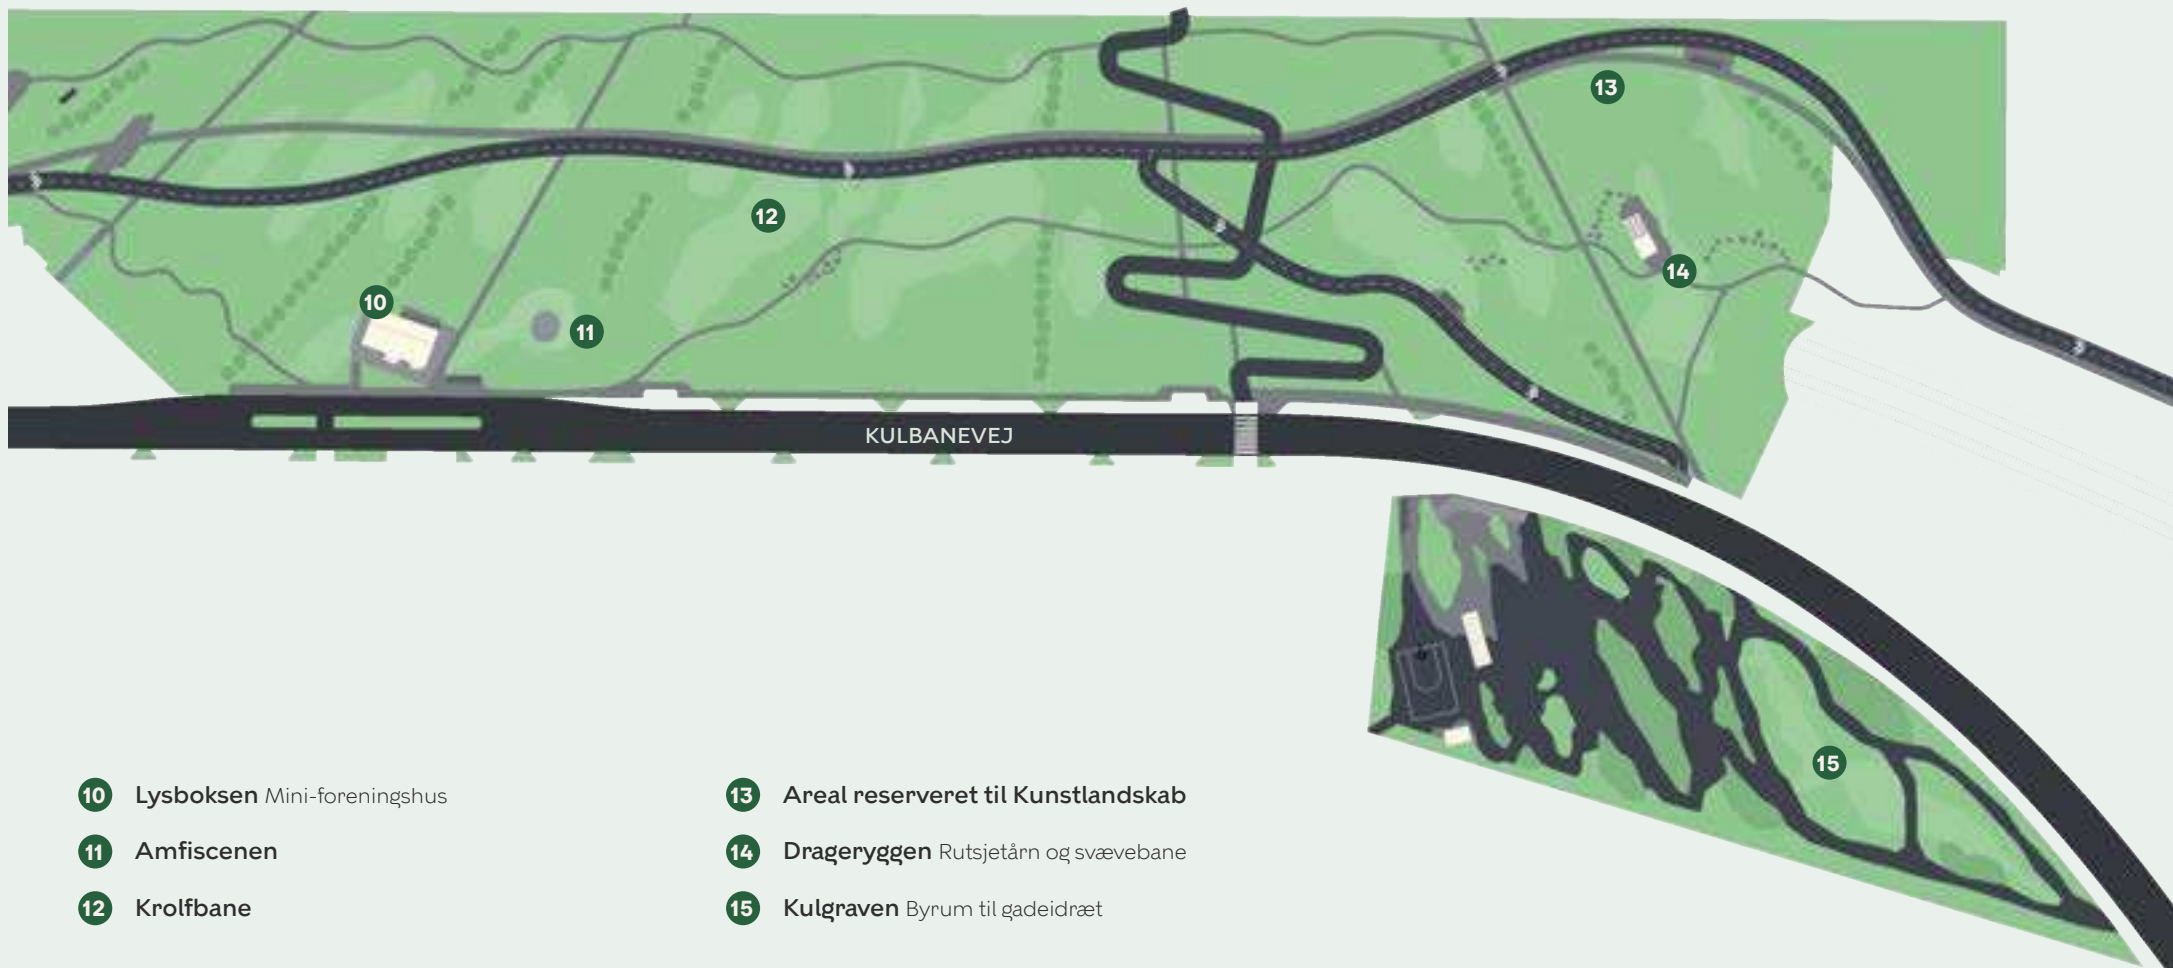 13
12
14
10
11
KULBANEVEJ
15
10 Lysboksen Mini-foreningshus
11 Amfiscenen
12 Krolfbane
13 Areal reserveret til Kunstlandskab
14 Drageryggen Rutsjetårn og svævebane
15 Kulgraven Byrum til gadeidræt